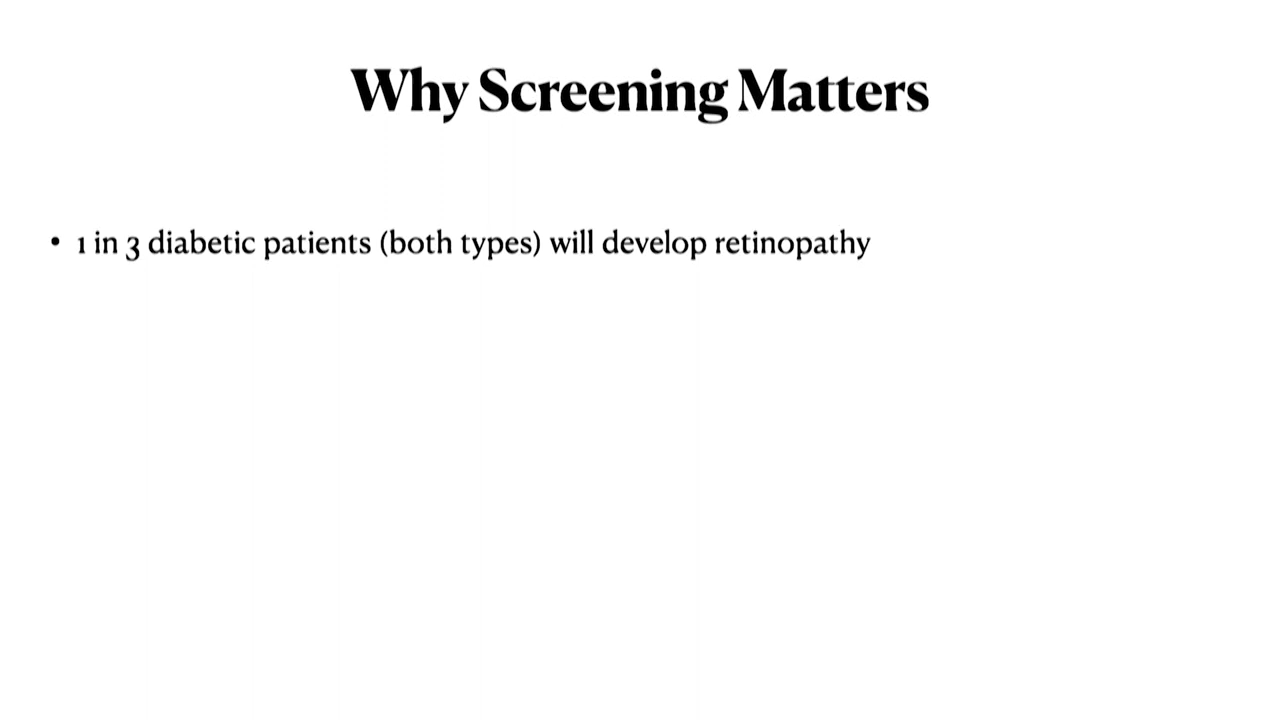 Why Screening Matters
• 1 in 3 diabetic patients (both types) will develop retinopathy